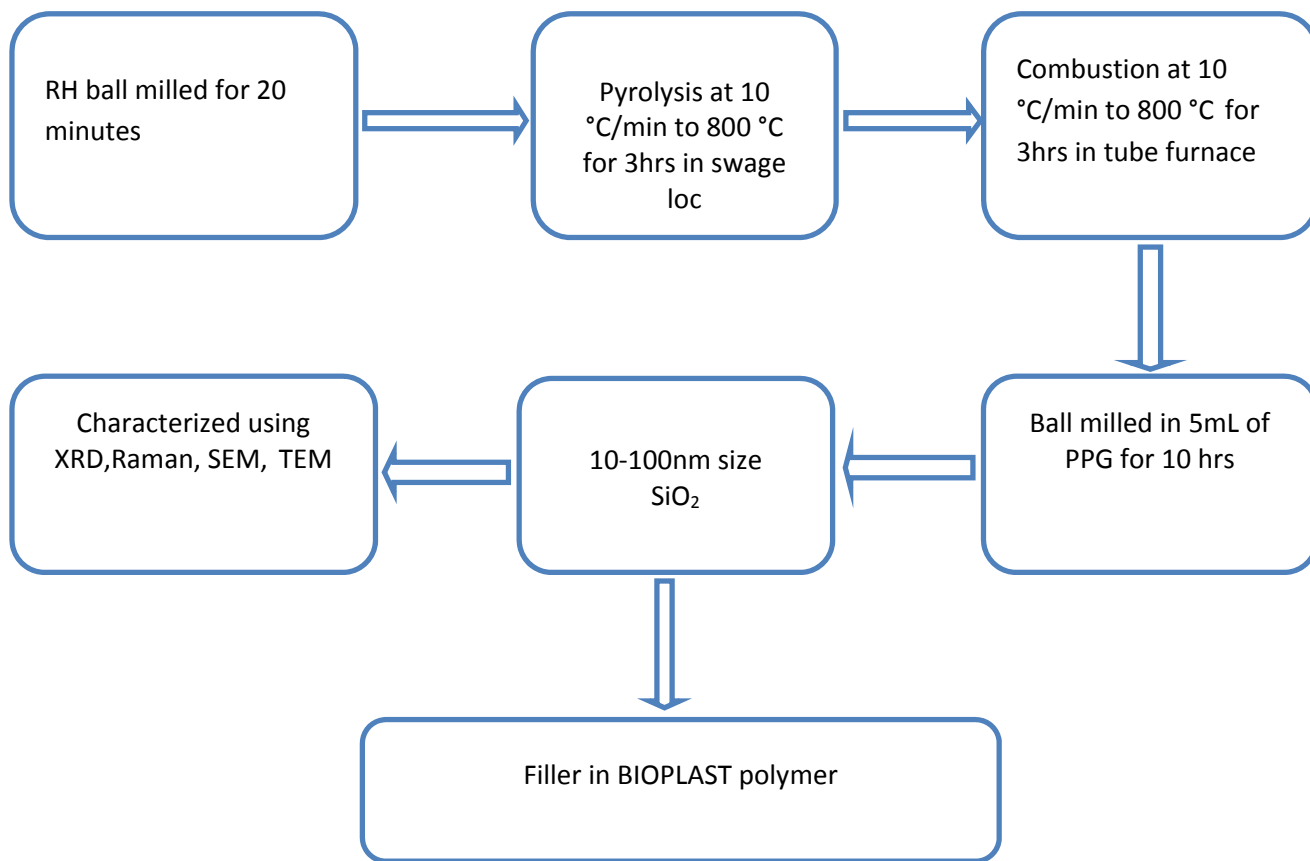 RH ball milled for 20
minutes
Pyrolysis at 10
°C/min to 800 °C
for 3hrs in swage
loc
Combustion at 10
°C/min to 800 °C for
3hrs in tube furnace
Ball milled in 5mL of
PPG for 10 hrs
10-100nm size
SiO₂
Characterized using
XRD,Raman, SEM, TEM
Filler in BIOPLAST polymer